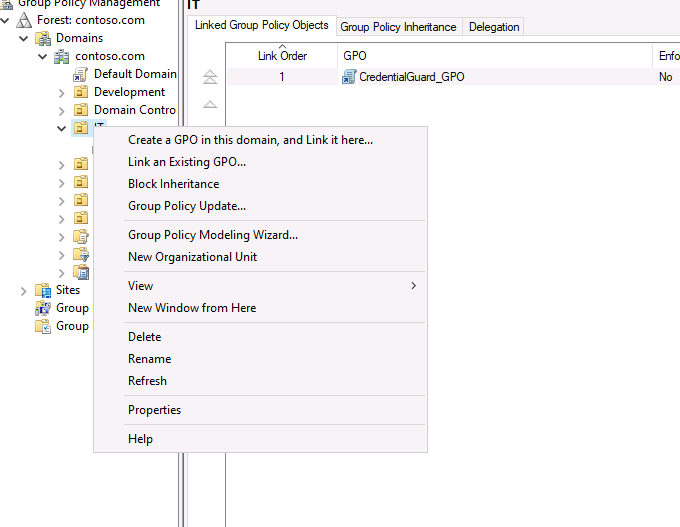 Group Policy Management
Forest: contoso.com
Domains
contoso.com
Default Domain
Development
Domain Contro
IT
Sites
Group
Group
IT
Linked Group Policy Objects
Group Policy Inheritance
Delegation
Link Order
GPO
Enfo
1
CredentialGuard_GPO
No
Create a GPO in this domain, and Link it here...
Link an Existing GPO...
Block Inheritance
Group Policy Update...
Group Policy Modeling Wizard...
New Organizational Unit
View
New Window from Here
Delete
Rename
Refresh
Properties
Help